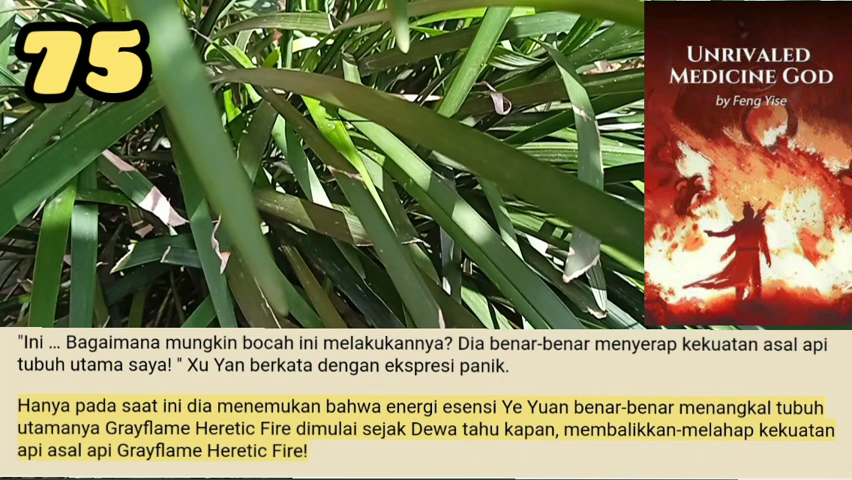 75
UNRIVALED
MEDICINE GOD
by Feng Yise
"Ini ... Bagaimana mungkin bocah ini melakukannya? Dia benar-benar menyerap kekuatan asal api
tubuh utama saya! " Xu Yan berkata dengan ekspresi panik.
Hanya pada saat ini dia menemukan bahwa energi esensi Ye Yuan benar-benar menangkal tubuh
utamanya Grayflame Heretic Fire dimulai sejak Dewa tahu kapan, membalikkan-melahap kekuatan
api asal api Grayflame Heretic Fire!